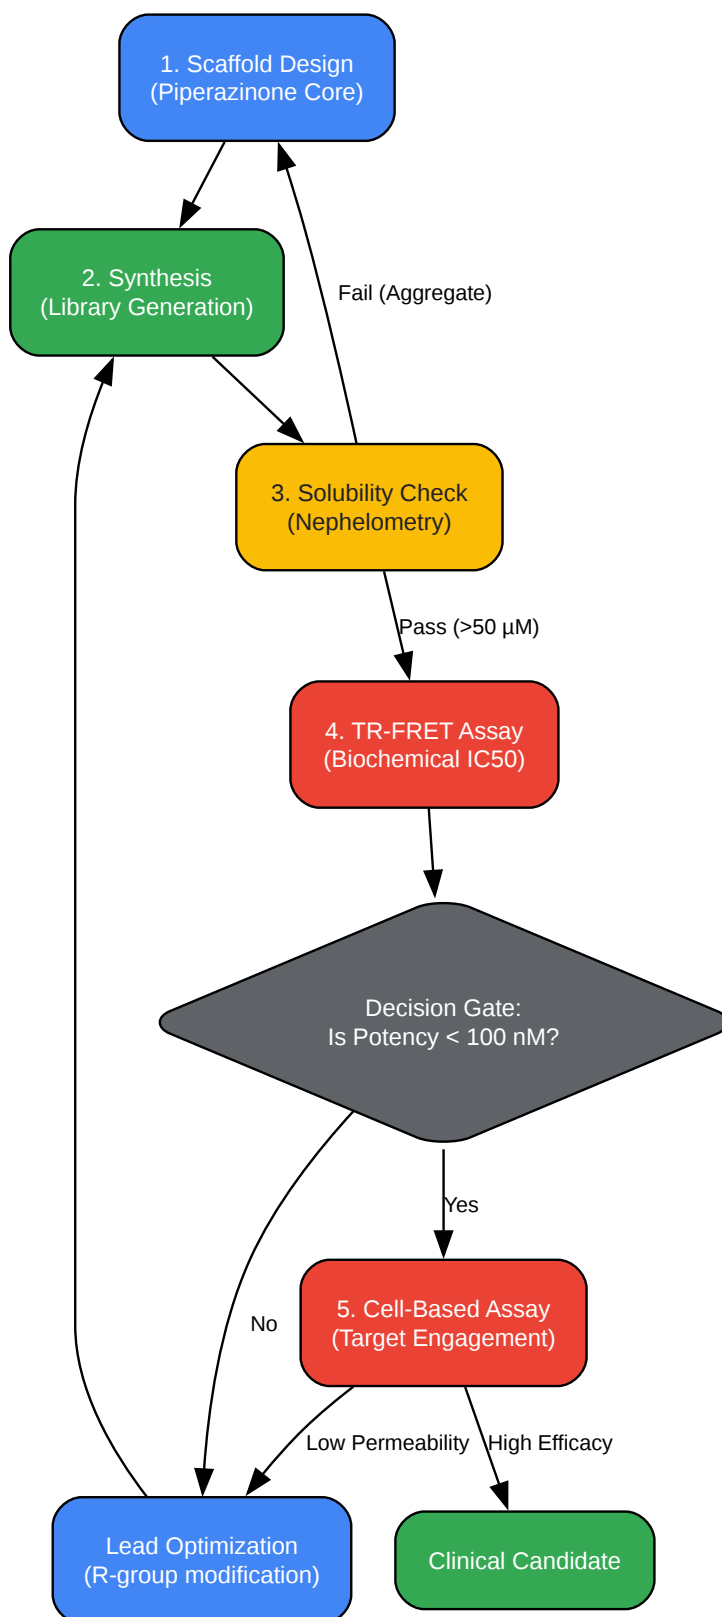 1. Scaffold Design
(Piperazinone Core)
2. Synthesis
(Library Generation)
Fail (Aggregate)
3. Solubility Check
(Nephelometry)
Pass (>50 µM)
4. TR-FRET Assay
(Biochemical IC50)
Decision Gate:
Is Potency < 100 nM?
Yes
No
5. Cell-Based Assay
(Target Engagement)
Low Permeability
High Efficacy
Lead Optimization
(R-group modification)
Clinical Candidate